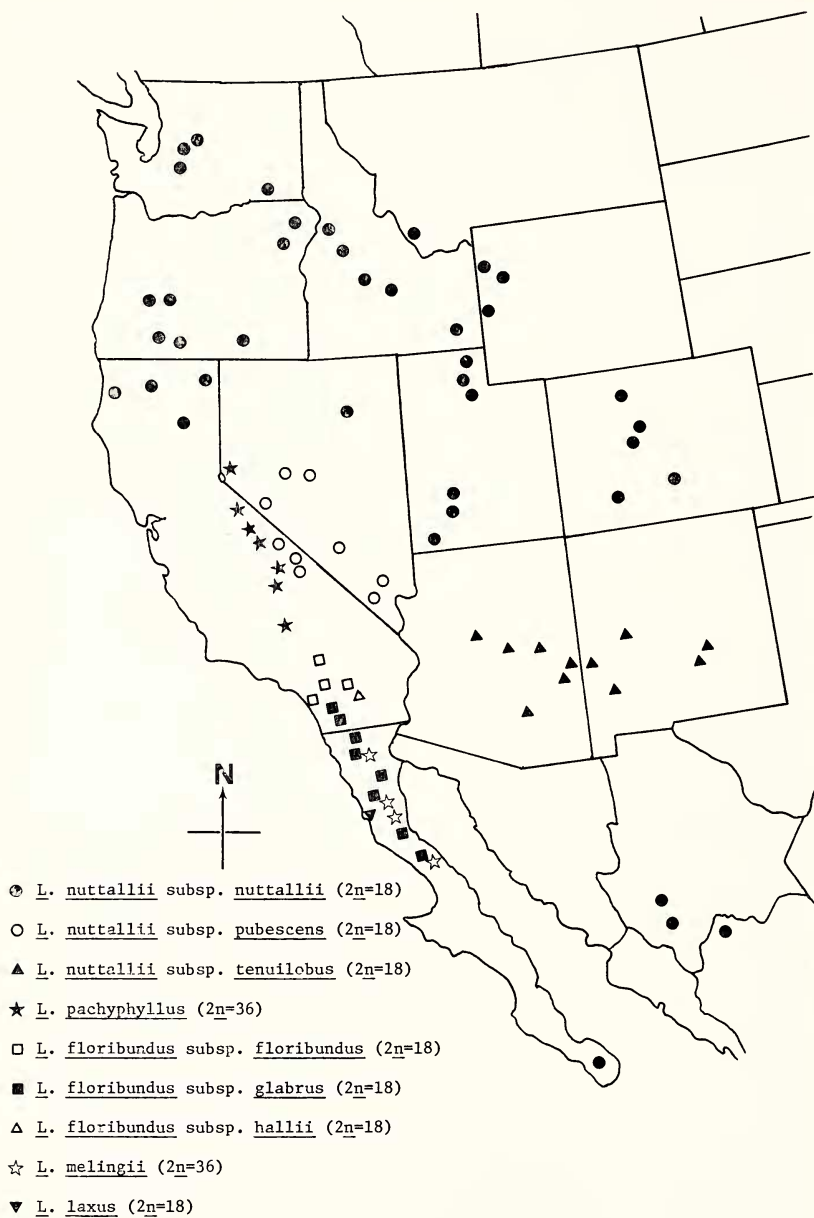 N
L. nuttallii subsp. nuttallii (2n=18)
L. nuttallii subsp. pubescens (2n=18)
L. nuttallii subsp. tenuilobus (2n=18)
L. pachyphyllus (2n=36)
L. floribundus subsp. floribundus (2n=18)
L. floribundus subsp. glabrus (2n=18)
L. floribundus subsp. hallii (2n=18)
L. melingii (2n=36)
L. laxus (2n=18)